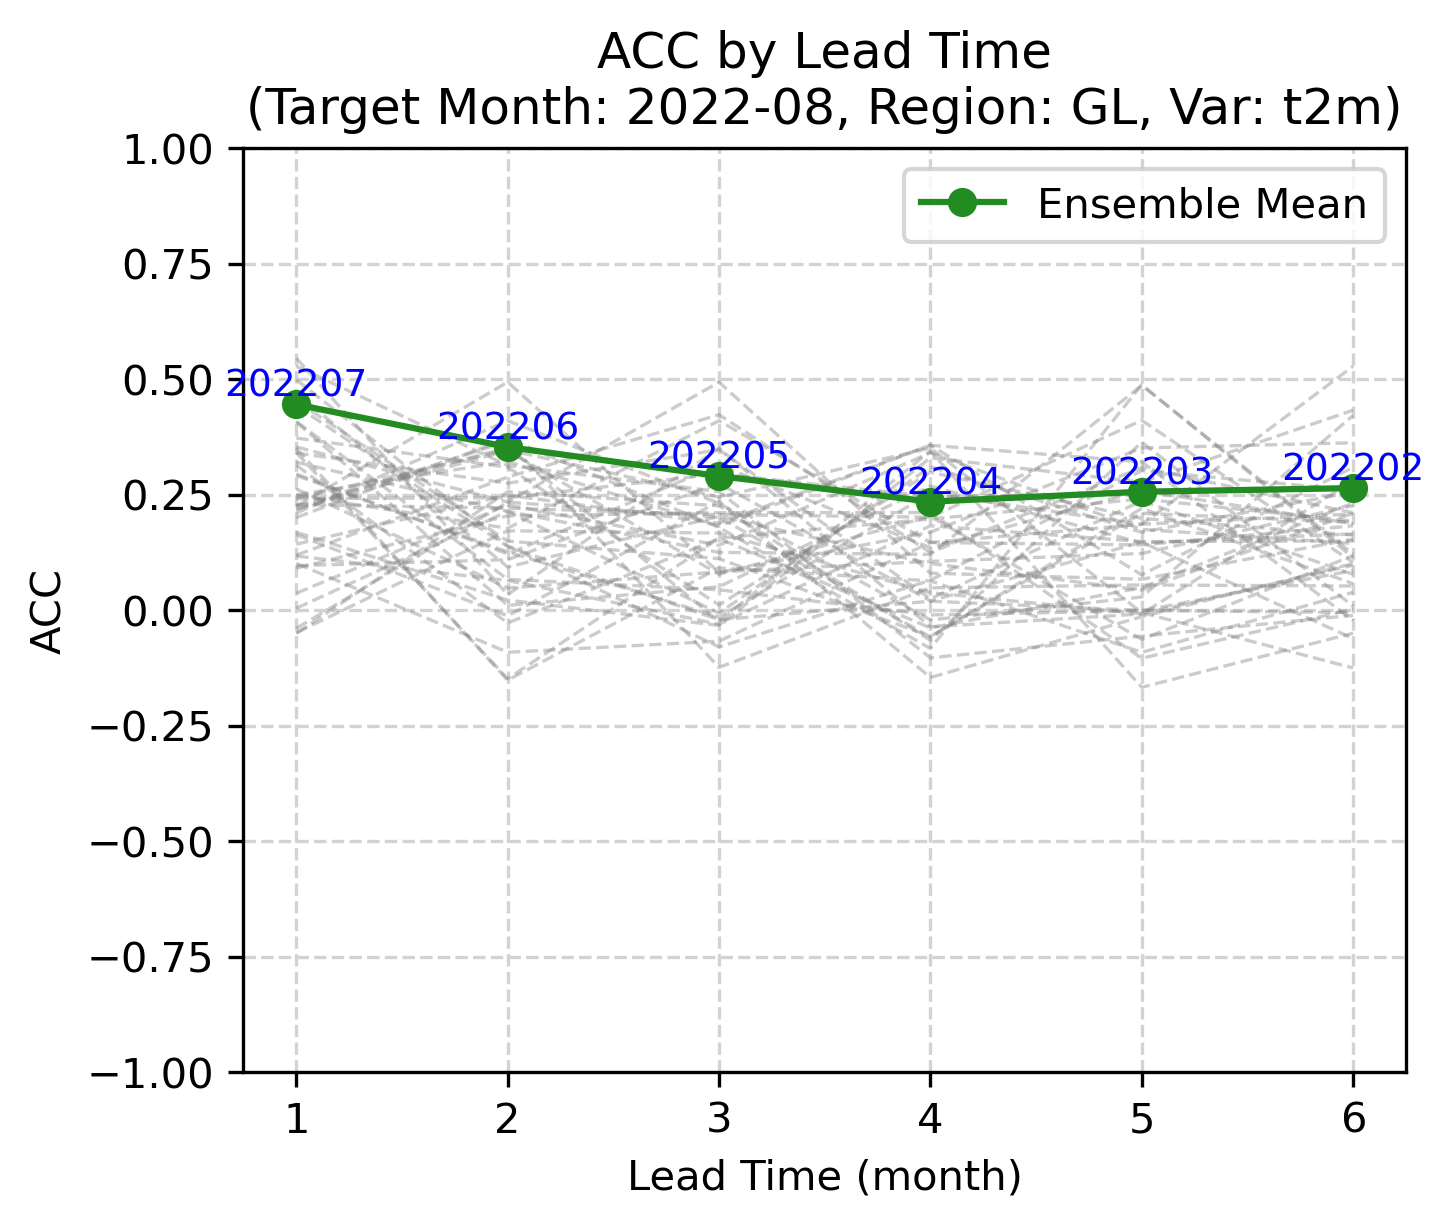 ACC by Lead Time
(Target Month: 2022-08, Region: GL, Var: t2m)
1.00
0.75
0.50
0.25
0.00
−0.25
−0.50
−0.75
−1.00
ACC
Ensemble Mean
202207
202206
202205
202204
202203
202202
1 2 3 4 5 6
Lead Time (month)